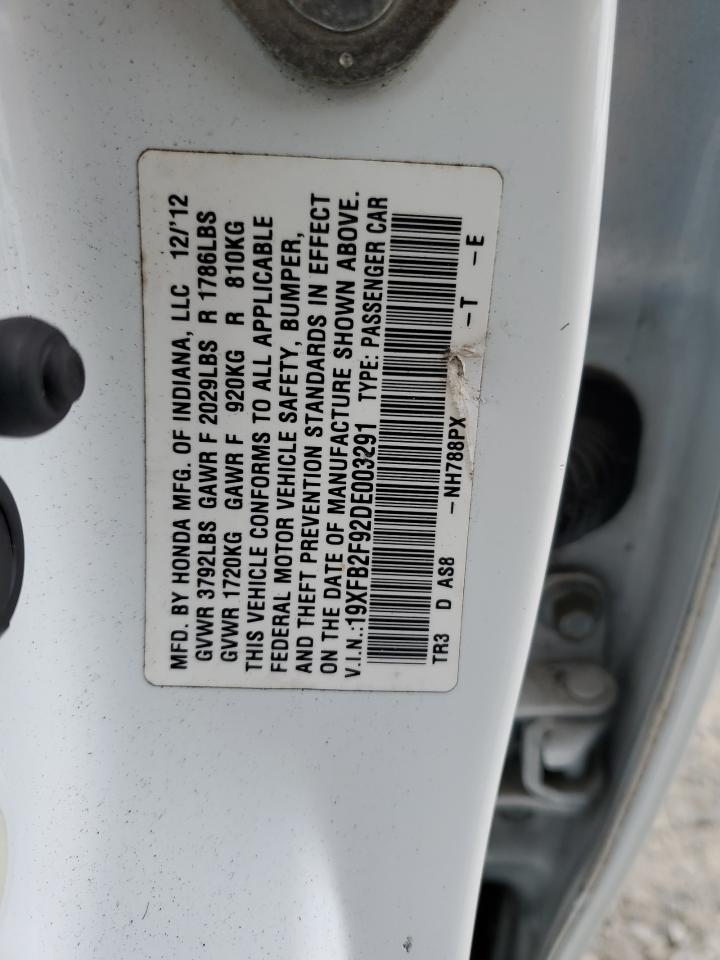 MFD. BY HONDA MFG. OF INDIANA, LLC 12/'12
GVWR 3792LBS GAWR F 2029LBS R 1786LBS
GVWR 1720KG GAWR F 920KG R 810KG
THIS VEHICLE CONFORMS TO ALL APPLICABLE
FEDERAL MOTOR VEHICLE SAFETY, BUMPER,
AND THEFT PREVENTION STANDARDS IN EFFECT
ON THE DATE OF MANUFACTURE SHOWN ABOVE.
V.I.N.:19XFB2F92DE003291 TYPE: PASSENGER CAR
TR3 D AS8 -NH788PX -T -E